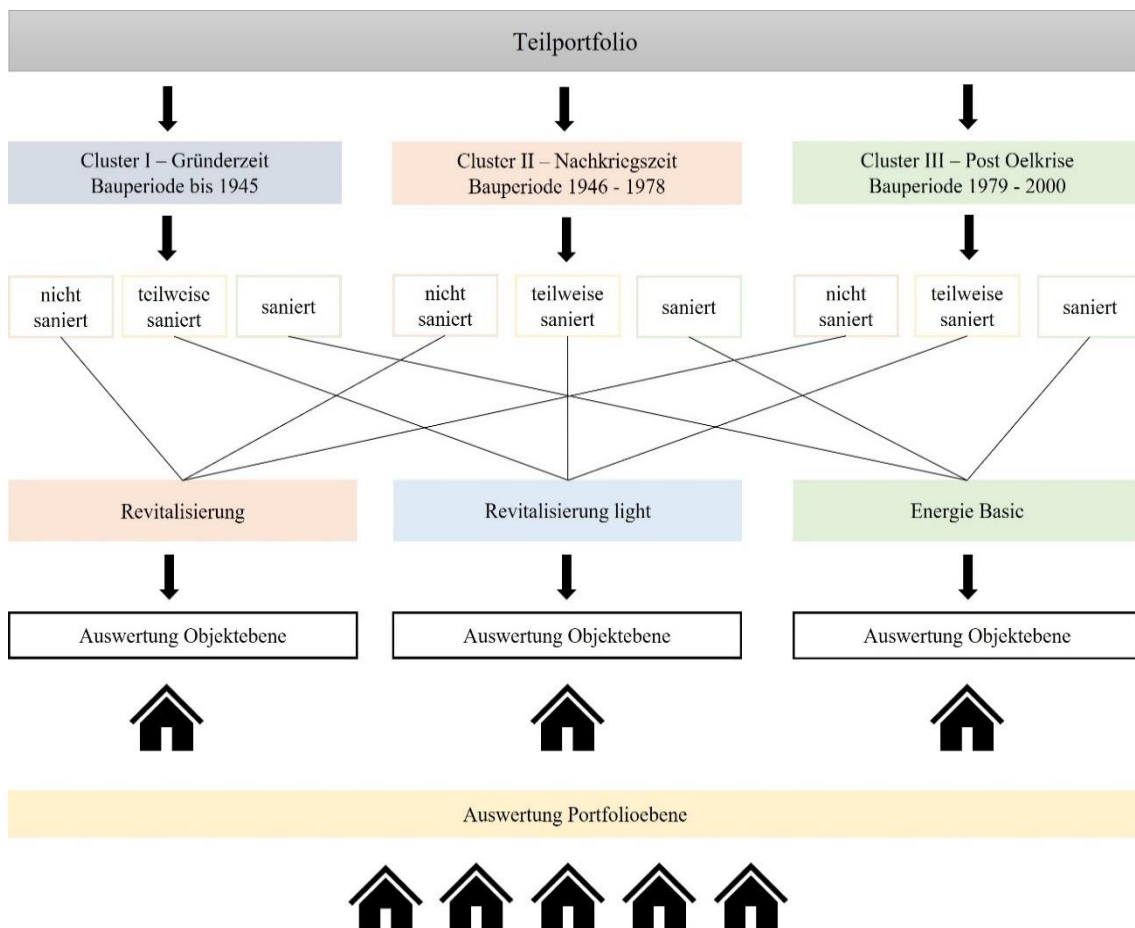 Teilportfolio
Cluster I – Gründerzeit
Bauperiode bis 1945
Cluster II – Nachkriegszeit
Bauperiode 1946 - 1978
Cluster III – Post Oelkrise
Bauperiode 1979 - 2000
nicht
saniert
teilweise
saniert
saniert
nicht
saniert
teilweise
saniert
saniert
nicht
saniert
teilweise
saniert
saniert
Revitalisierung
Revitalisierung light
Energie Basic
Auswertung Objektebene
Auswertung Objektebene
Auswertung Objektebene
Auswertung Portfolioebene